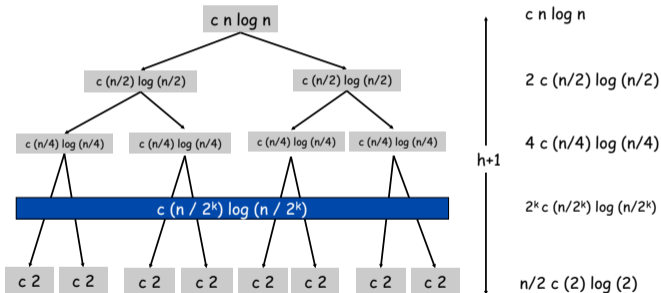 c n log n
c n log n
c (n/2) log (n/2)
c (n/2) log (n/2)
2 c (n/2) log (n/2)
c (n/4) log (n/4)
c (n/4) log (n/4)
c (n/4) log (n/4)
c (n/4) log (n/4)
4 c (n/4) log (n/4)
h+1
c (n / 2ᵏ) log (n / 2ᵏ)
2ᵏ c (n/2ᵏ) log (n/2ᵏ)
c 2
c 2
c 2
c 2
c 2
c 2
c 2
c 2
n/2 c (2) log (2)